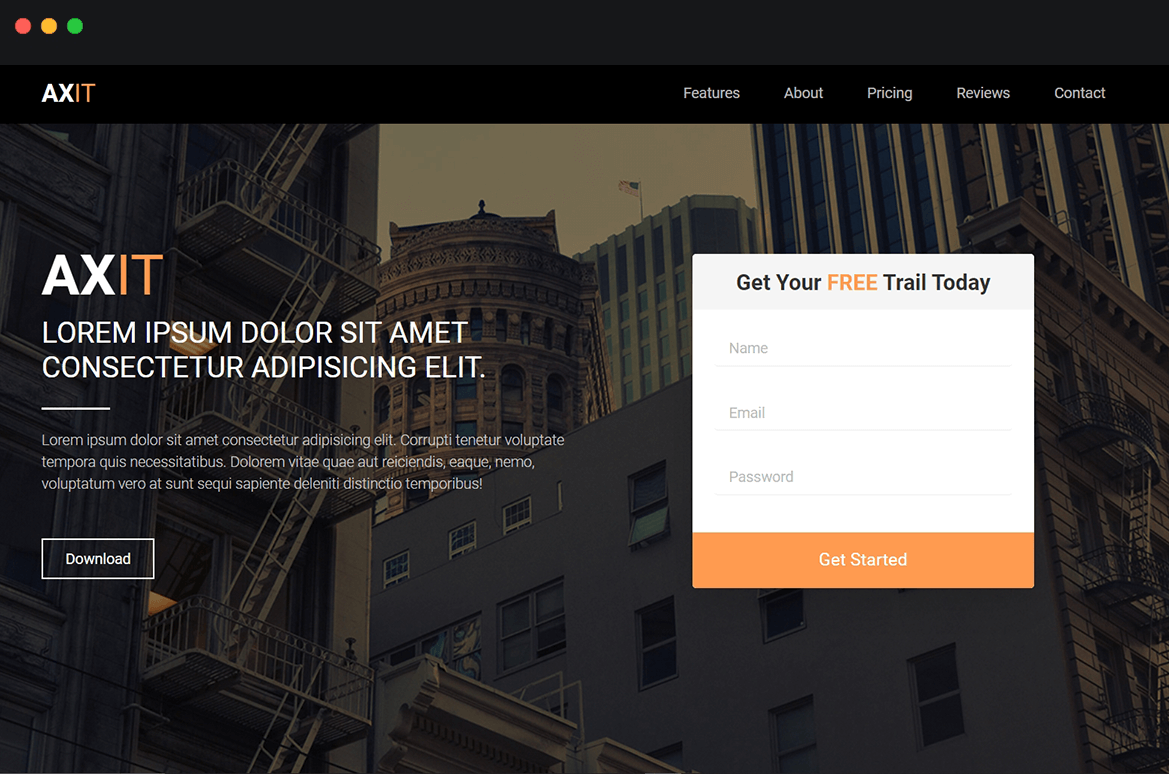 AXIT
Features About Pricing Reviews Contact
AXIT
LOREM IPSUM DOLOR SIT AMET
CONSECTETUR ADIPISICING ELIT.
Lorem ipsum dolor sit amet consectetur adipisicing elit. Corrupti tenetur voluptate
tempora quis necessitatibus. Dolorem vitae quae aut reiciendis, eaque, nemo,
voluptatum vero at sunt sequi sapiente deleniti distinctio temporibus!
Download
Get Your FREE Trail Today
Name
Email
Password
Get Started